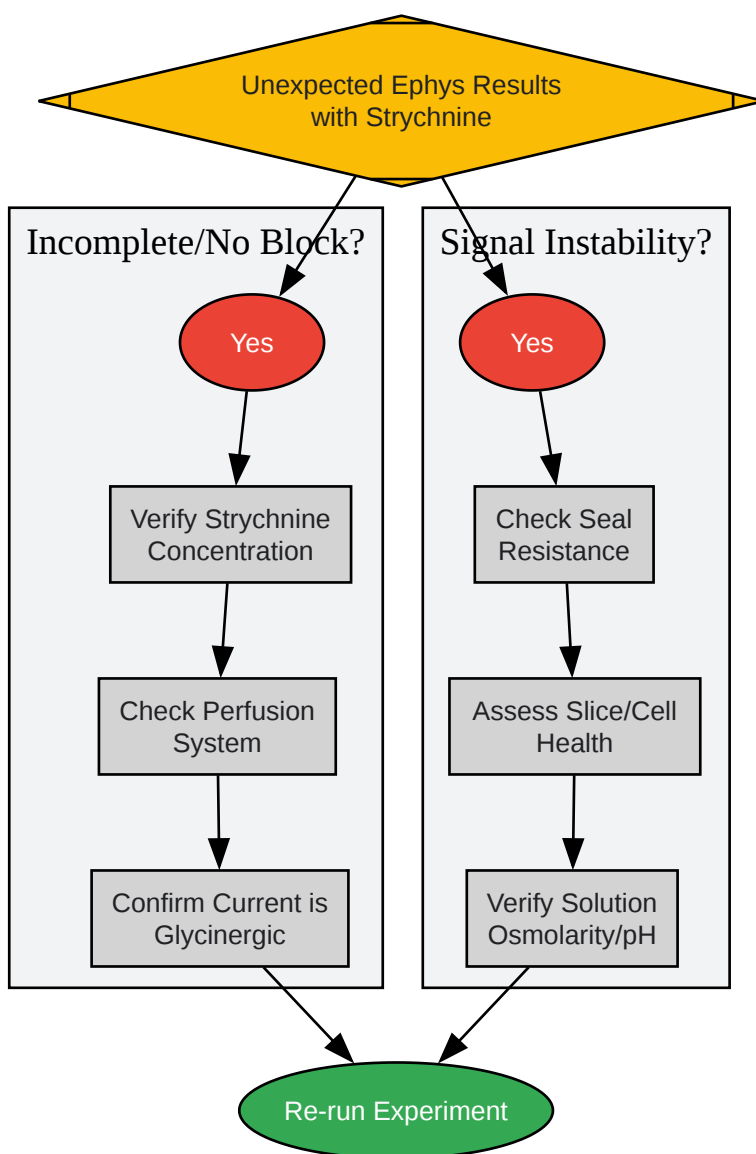 Unexpected Ephys Results
with Strychnine
Incomplete/No Block?
Yes
Verify Strychnine
Concentration
Check Perfusion
System
Confirm Current is
Glycinergic
Signal Instability?
Yes
Check Seal
Resistance
Assess Slice/Cell
Health
Verify Solution
Osmolarity/pH
Re-run Experiment